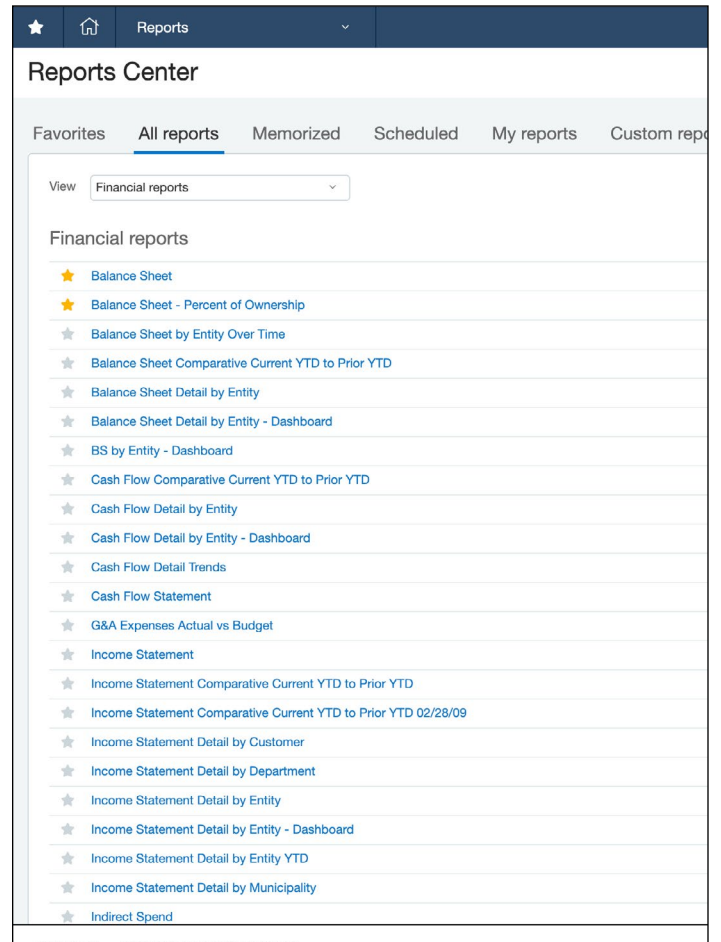 Reports
Reports Center
Favorites All reports Memorized Scheduled My reports Custom repo
View Financial reports
Financial reports
Balance Sheet
Balance Sheet - Percent of Ownership
Balance Sheet by Entity Over Time
Balance Sheet Comparative Current YTD to Prior YTD
Balance Sheet Detail by Entity
Balance Sheet Detail by Entity - Dashboard
BS by Entity - Dashboard
Cash Flow Comparative Current YTD to Prior YTD
Cash Flow Detail by Entity
Cash Flow Detail by Entity - Dashboard
Cash Flow Detail Trends
Cash Flow Statement
G&A Expenses Actual vs Budget
Income Statement
Income Statement Comparative Current YTD to Prior YTD
Income Statement Comparative Current YTD to Prior YTD 02/28/09
Income Statement Detail by Customer
Income Statement Detail by Department
Income Statement Detail by Entity
Income Statement Detail by Entity - Dashboard
Income Statement Detail by Entity YTD
Income Statement Detail by Municipality
Indirect Spend